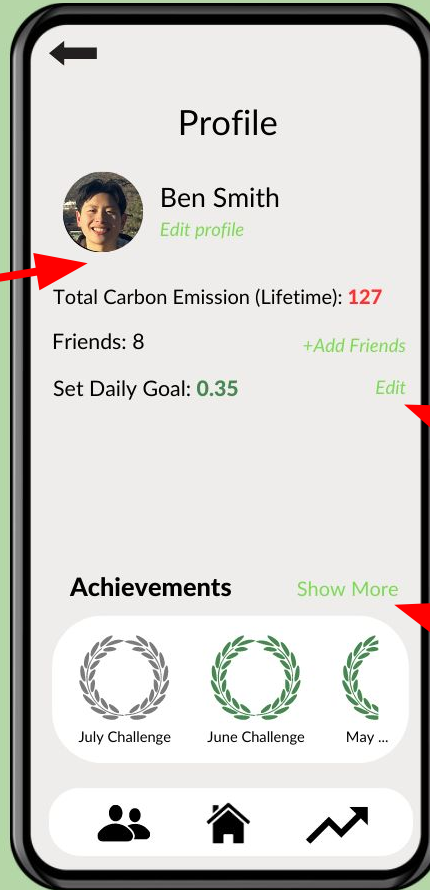 Profile
Ben Smith
Edit profile
Total Carbon Emission (Lifetime): 127
Friends: 8 +Add Friends
Set Daily Goal: 0.35 Edit
Achievements Show More
July Challenge June Challenge May ...